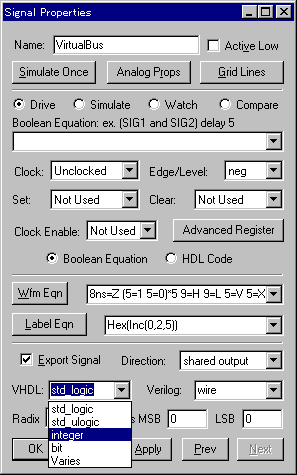 Signal Properties
Name: VirtualBus Active Low
Simulate Once Analog Props Grid Lines
Drive Simulate Watch Compare
Boolean Equation: ex. (SIG1 and SIG2) delay 5
Clock: Unclocked Edge/Level: neg
Set: Not Used Clear: Not Used
Clock Enable: Not Used Advanced Register
Boolean Equation HDL Code
Wfm Eqn 8ns=Z (5=1 5=0)*5 9=H 9=L 5=V 5=X
Label Eqn Hex(Inc(0,2,5))
Export Signal Direction: shared output
VHDL: std_logic Verilog: wire
Radix MSB 0 LSB 0
std_logic
std_ulogic
integer
bit
Varies
OK Apply Prev Next